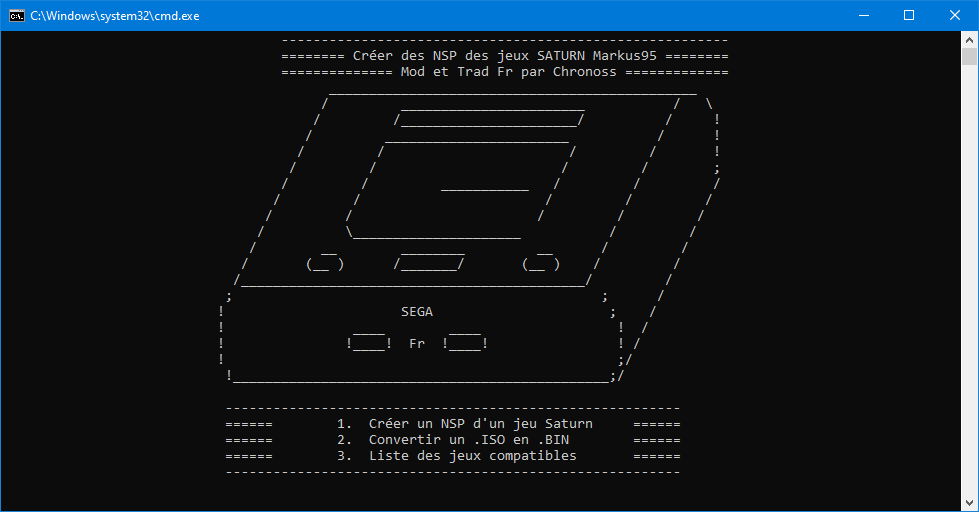 C:\Windows\system32\cmd.exe
======== Créer des NSP des jeux SATURN Markus95 ========
============== Mod et Trad Fr par Chronoss =============
SEGA
Fr
====== 1. Créer un NSP d'un jeu Saturn ======
====== 2. Convertir un .ISO en .BIN ======
====== 3. Liste des jeux compatibles ======